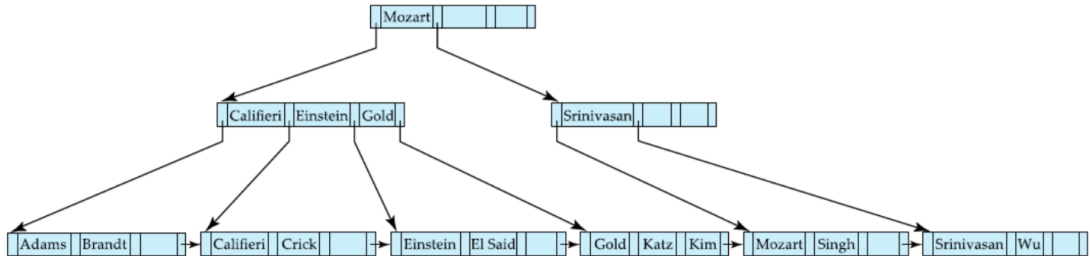 Mozart
Califieri Einstein Gold Srinivasan
Adams Brandt Califieri Crick Einstein El Said Gold Katz Kim Mozart Singh Srinivasan Wu